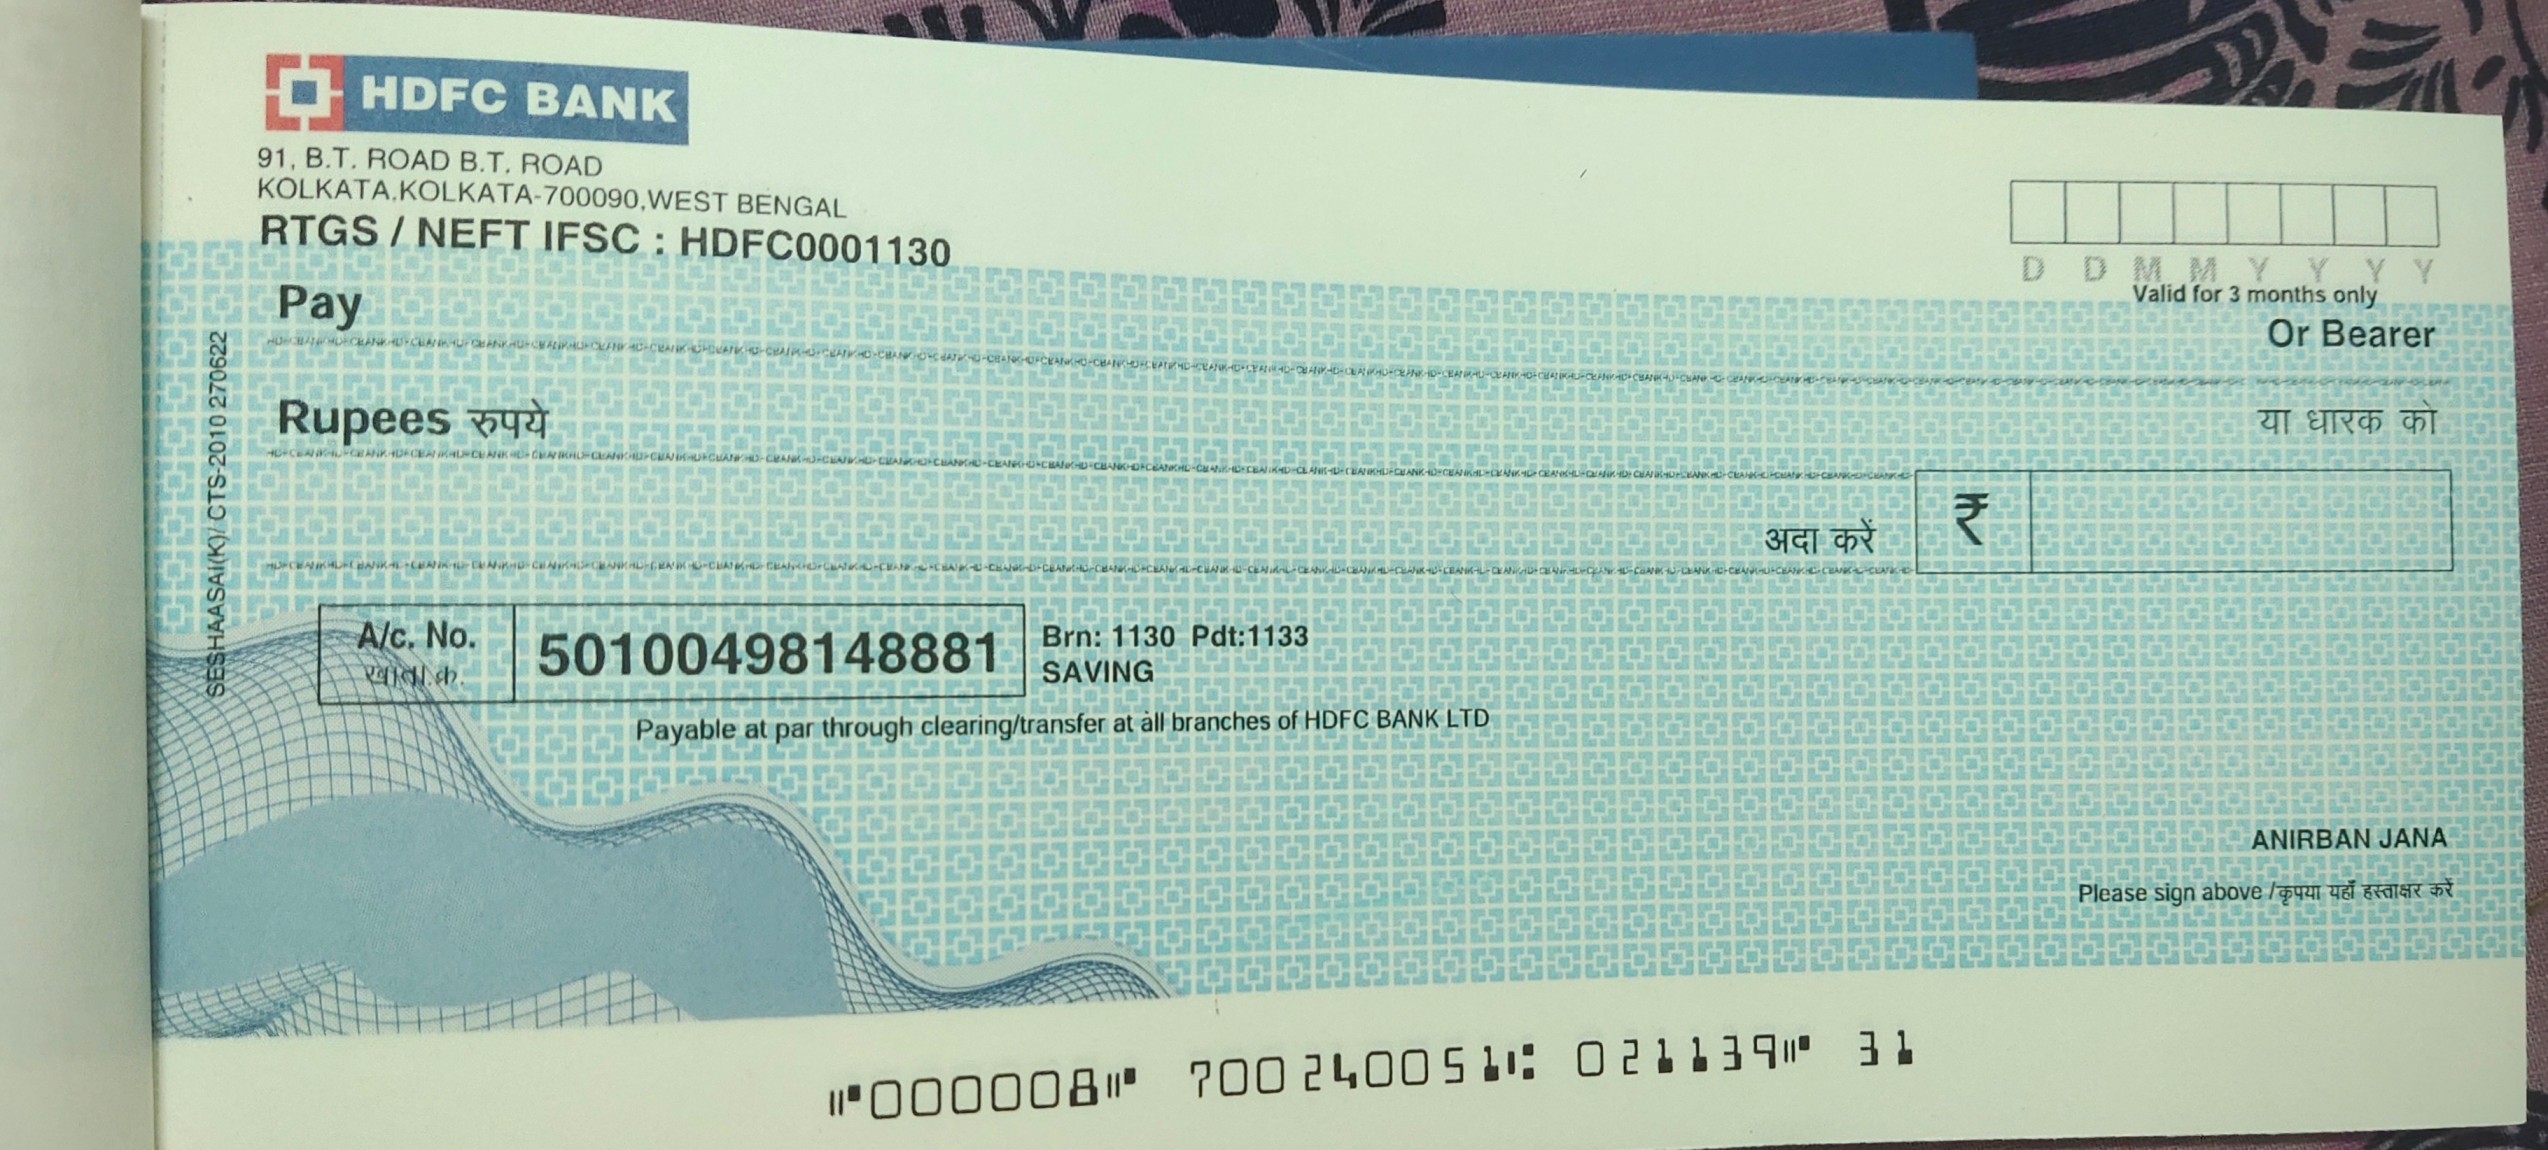 HDFC BANK
91, B.T. ROAD B.T. ROAD
KOLKATA,KOLKATA-700090,WEST BENGAL
RTGS / NEFT IFSC : HDFC0001130
D D M M Y Y Y Y
Valid for 3 months only
Pay
Or Bearer
Rupees रुपये
या धारक को
अदा करें
₹
A/c. No.
खाता.क्र.
50100498148881
Brn: 1130 Pdt:1133
SAVING
Payable at par through clearing/transfer at all branches of HDFC BANK LTD
SESHAASAI(K)/ CTS-2010 270622
ANIRBAN JANA
Please sign above /कृपया यहाँ हस्ताक्षर करें
⑈000008⑈ 700240051⑆ 021139⑈ 31